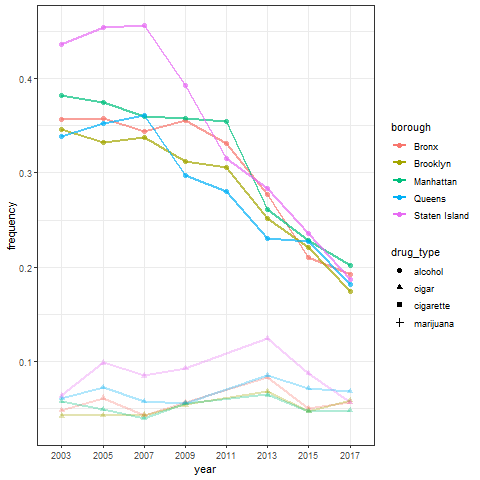 0.4
0.3
0.2
0.1
frequency
2003 2005 2007 2009 2011 2013 2015 2017
year
borough
Bronx
Brooklyn
Manhattan
Queens
Staten Island
drug_type
alcohol
cigar
cigarette
marijuana